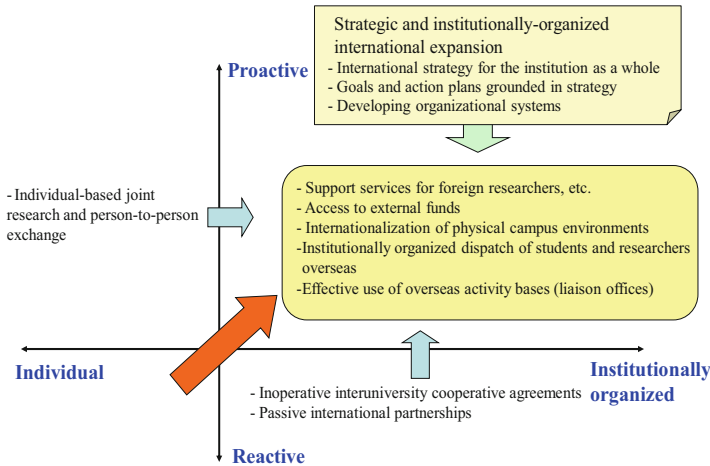 Strategic and institutionally-organized
international expansion
- International strategy for the institution as a whole
- Goals and action plans grounded in strategy
- Developing organizational systems
Proactive
- Individual-based joint
research and person-to-person
exchange
- Support services for foreign researchers, etc.
- Access to external funds
- Internationalization of physical campus environments
-Institutionally organized dispatch of students and researchers
overseas
-Effective use of overseas activity bases (liaison offices)
Individual
Institutionally
organized
- Inoperative interuniversity cooperative agreements
- Passive international partnerships
Reactive